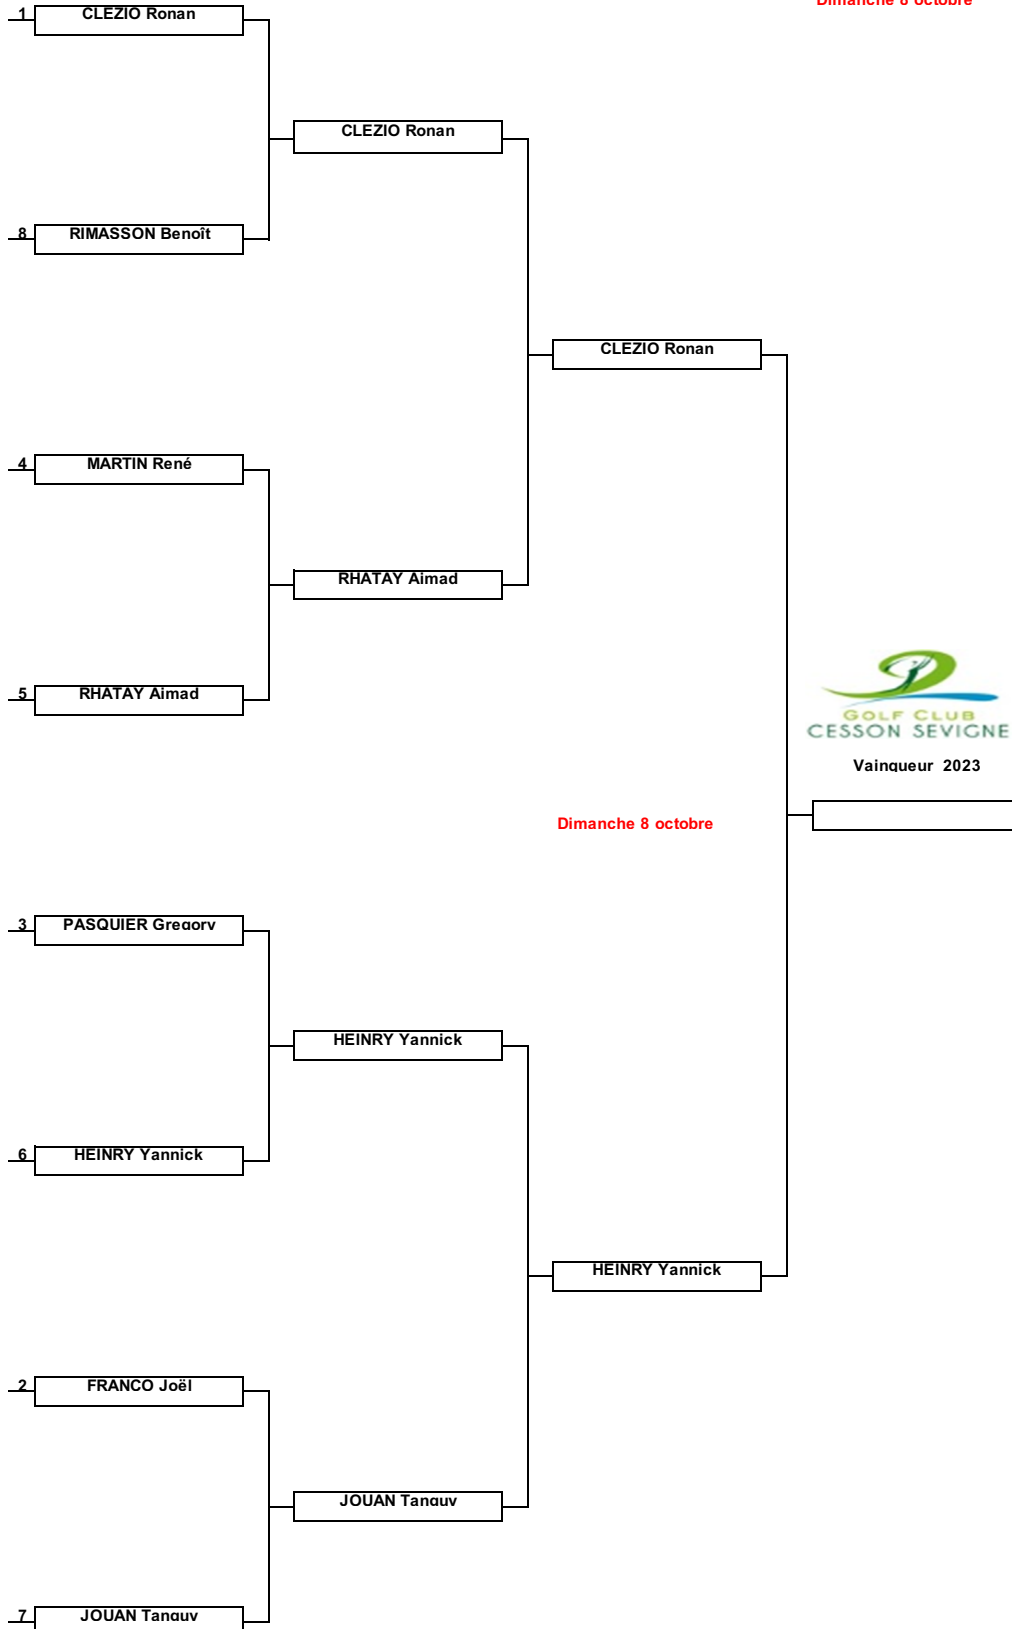 Dimanche 8 octobre
1 CLEZIO Ronan
CLEZIO Ronan
8 RIMASSON Benoît
CLEZIO Ronan
4 MARTIN René
RHATAY Aimad
5 RHATAY Aimad
GOLF CLUB
CESSON SEVIGNE
Vainqueur 2023
Dimanche 8 octobre
3 PASQUIER Gregory
HEINRY Yannick
6 HEINRY Yannick
HEINRY Yannick
2 FRANCO Joël
JOUAN Tanguy
7 JOUAN Tanguy